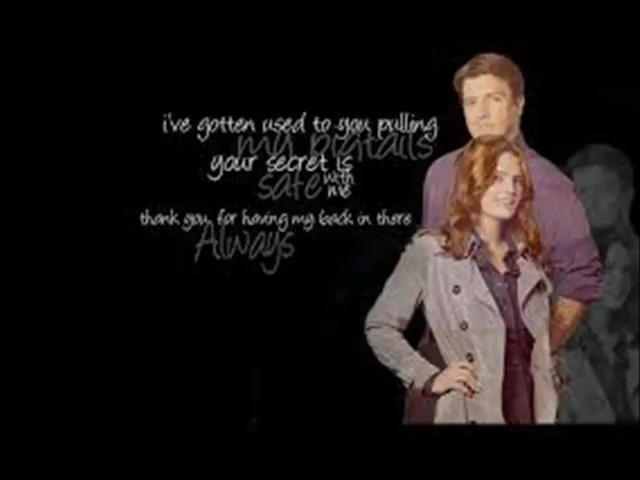 i've gotten used to you pulling
my pigtails
your secret is
safe with me
thank you, for having my back in there
Always